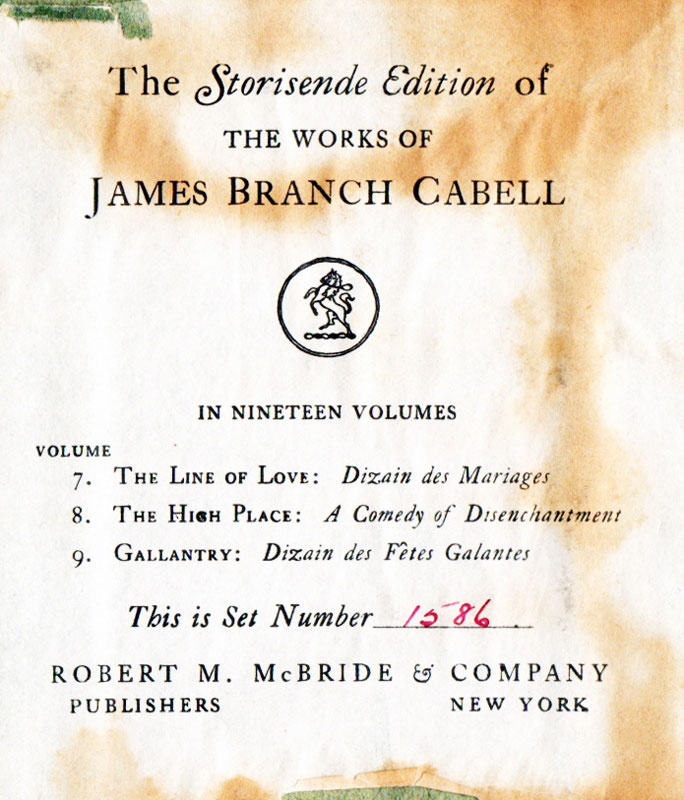 The Storisende Edition of
THE WORKS OF
JAMES BRANCH CABELL
IN NINETEEN VOLUMES
VOLUME
7. THE LINE OF LOVE: Dizain des Mariages
8. THE HIGH PLACE: A Comedy of Disenchantment
9. GALLANTRY: Dizain des Fêtes Galantes
This is Set Number 1586.
ROBERT M. McBRIDE & COMPANY
PUBLISHERS NEW YORK